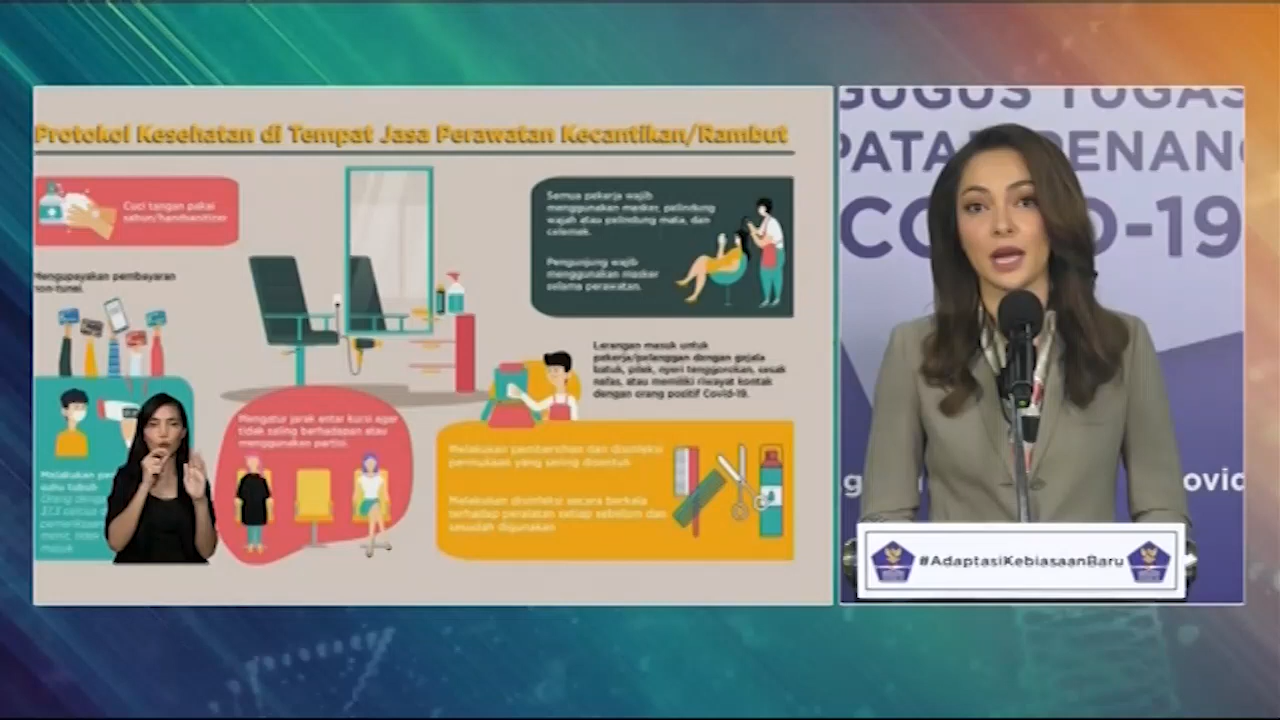 Protokol Kesehatan di Tempat Jasa Perawatan Kecantikan/Rambut
Cuci tangan pakai
sabun/handsanitizer
Mengupayakan pembayaran
non-tunai.
Semua pekerja wajib
menggunakan masker, pelindung
wajah atau pelindung mata, dan
celemek.
Pengunjung wajib
menggunakan masker
selama perawatan.
Larangan masuk untuk
pekerja/pelanggan dengan gejala
batuk, pilek, nyeri tenggorokan, sesak
nafas, atau memiliki riwayat kontak
dengan orang positif Covid-19.
Mengatur jarak antar kursi agar
tidak saling berhadapan atau
menggunakan partisi.
Melakukan
suhu tubuh
Melakukan pembersihan dan disinfeksi
permukaan yang sering disentuh.
Melakukan disinfeksi secara berkala
terhadap peralatan setiap sebelum dan
sesudah digunakan
GUGUS TUGAS
PATAN PENANG
COVID-19
#AdaptasiKebiasaanBaru